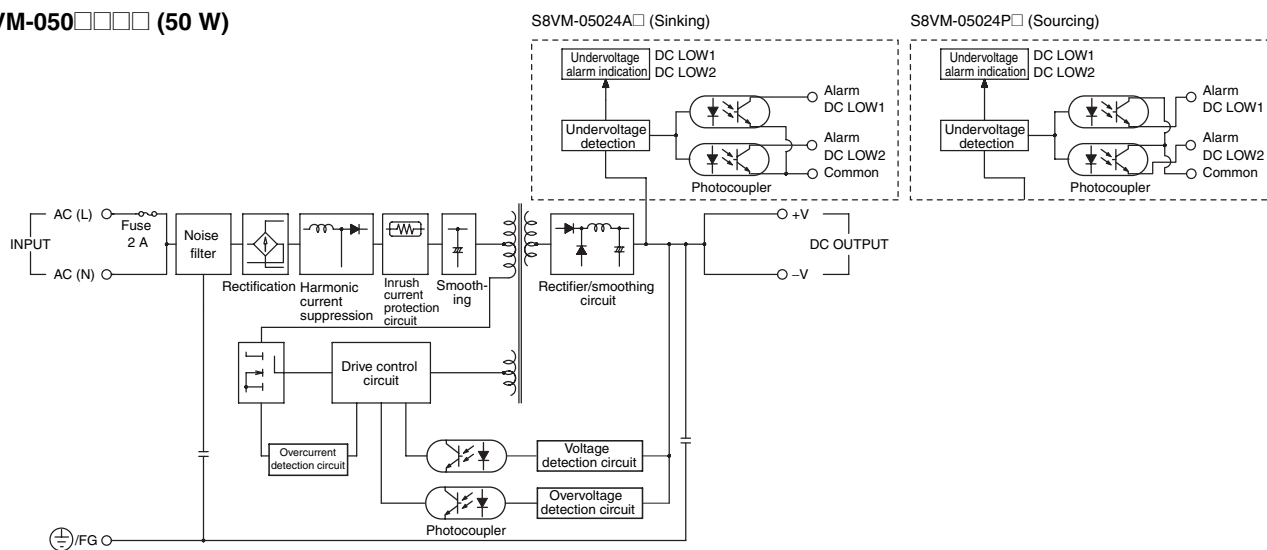 VM-050□□□□ (50 W)
S8VM-05024A□ (Sinking)
S8VM-05024P□ (Sourcing)
Undervoltage
alarm indication
DC LOW1
DC LOW2
Undervoltage
detection
Alarm
DC LOW1
Alarm
DC LOW2
Common
Photocoupler
Undervoltage
alarm indication
DC LOW1
DC LOW2
Undervoltage
detection
Alarm
DC LOW1
Alarm
DC LOW2
Common
Photocoupler
INPUT
AC (L)
AC (N)
Fuse
2 A
Noise
filter
Rectification
Harmonic
current
suppression
Inrush
current
protection
circuit
Smooth-
ing
Rectifier/smoothing
circuit
+V
DC OUTPUT
–V
Drive control
circuit
Overcurrent
detection circuit
Voltage
detection circuit
Overvoltage
detection circuit
Photocoupler
/FG